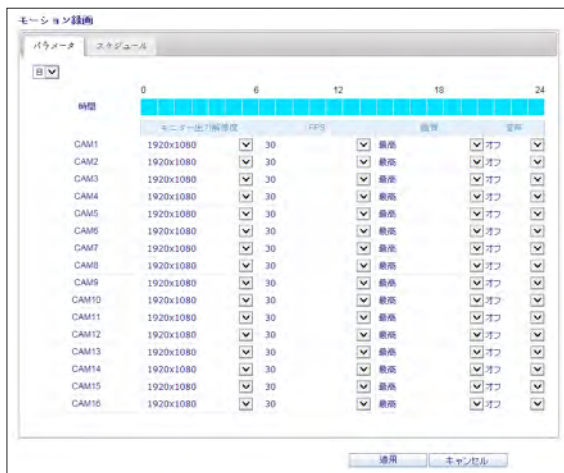 モーション録画
パラメータ スケジュール
日
0 6 12 18 24
時間
モニター出力解像度 FPS 画質 音声
CAM1 1920x1080 30 最高 オフ
CAM2 1920x1080 30 最高 オフ
CAM3 1920x1080 30 最高 オフ
CAM4 1920x1080 30 最高 オフ
CAM5 1920x1080 30 最高 オフ
CAM6 1920x1080 30 最高 オフ
CAM7 1920x1080 30 最高 オフ
CAM8 1920x1080 30 最高 オフ
CAM9 1920x1080 30 最高 オフ
CAM10 1920x1080 30 最高 オフ
CAM11 1920x1080 30 最高 オフ
CAM12 1920x1080 30 最高 オフ
CAM13 1920x1080 30 最高 オフ
CAM14 1920x1080 30 最高 オフ
CAM15 1920x1080 30 最高 オフ
CAM16 1920x1080 30 最高 オフ
適用 キャンセル